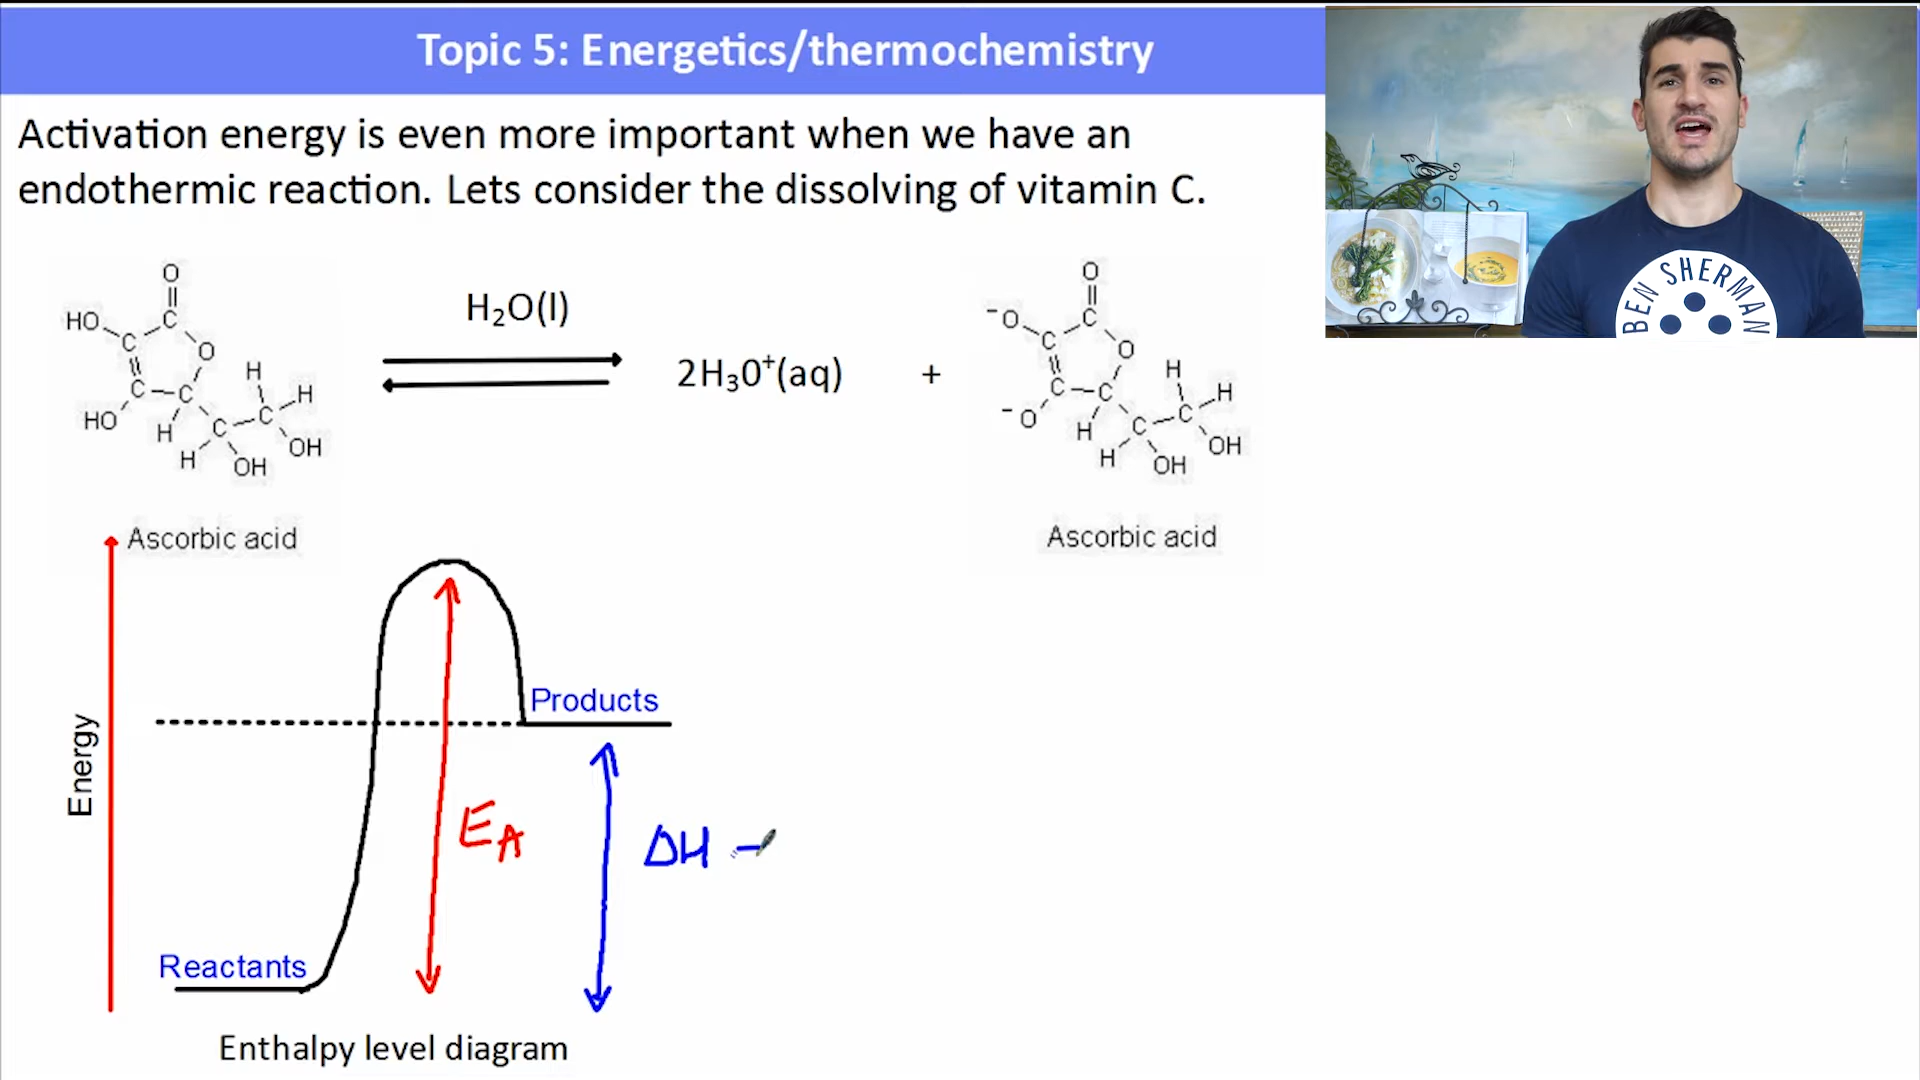 Topic 5: Energetics/thermochemistry
Activation energy is even more important when we have an
endothermic reaction. Lets consider the dissolving of vitamin C.
BEN SHERMAN
O
HO
C
C
O
H
C
C
C
H
HO
H
C
H
OH
OH
H₂O(l)
2H₃0⁺(aq)
+
O
⁻O
C
C
O
H
C
C
C
H
⁻O
H
C
H
OH
OH
Ascorbic acid
Ascorbic acid
Products
Energy
EA
ΔH -
Reactants
Enthalpy level diagram